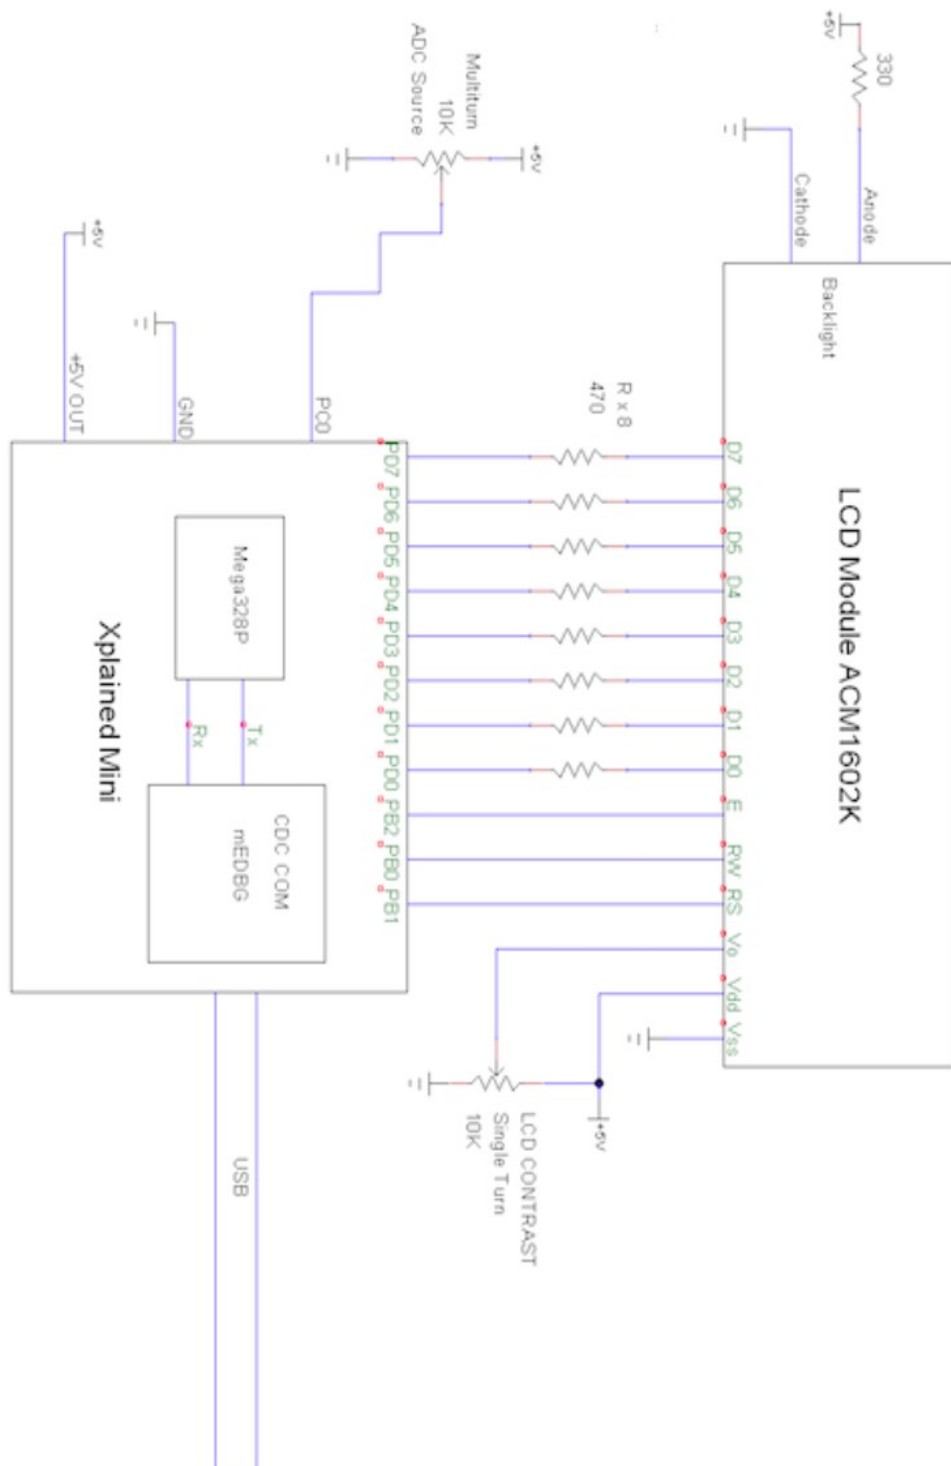 +5V
330
Anode
Cathode
Backlight
LCD Module ACM1602K
Multiturn
10K
ADC Source
+5V
+5V
+5V OUT
GND
PC0
R x 8
470
D7
D6
D5
D4
D3
D2
D1
D0
E
RW
RS
Vo
Vdd
Vss
PD7
PD6
PD5
PD4
PD3
PD2
PD1
PD0
PB2
PB0
PB1
Mega328P
Tx
Rx
CDC COM
mEDBG
Xplained Mini
+5V
LCD CONTRAST
Single Turn
10K
USB